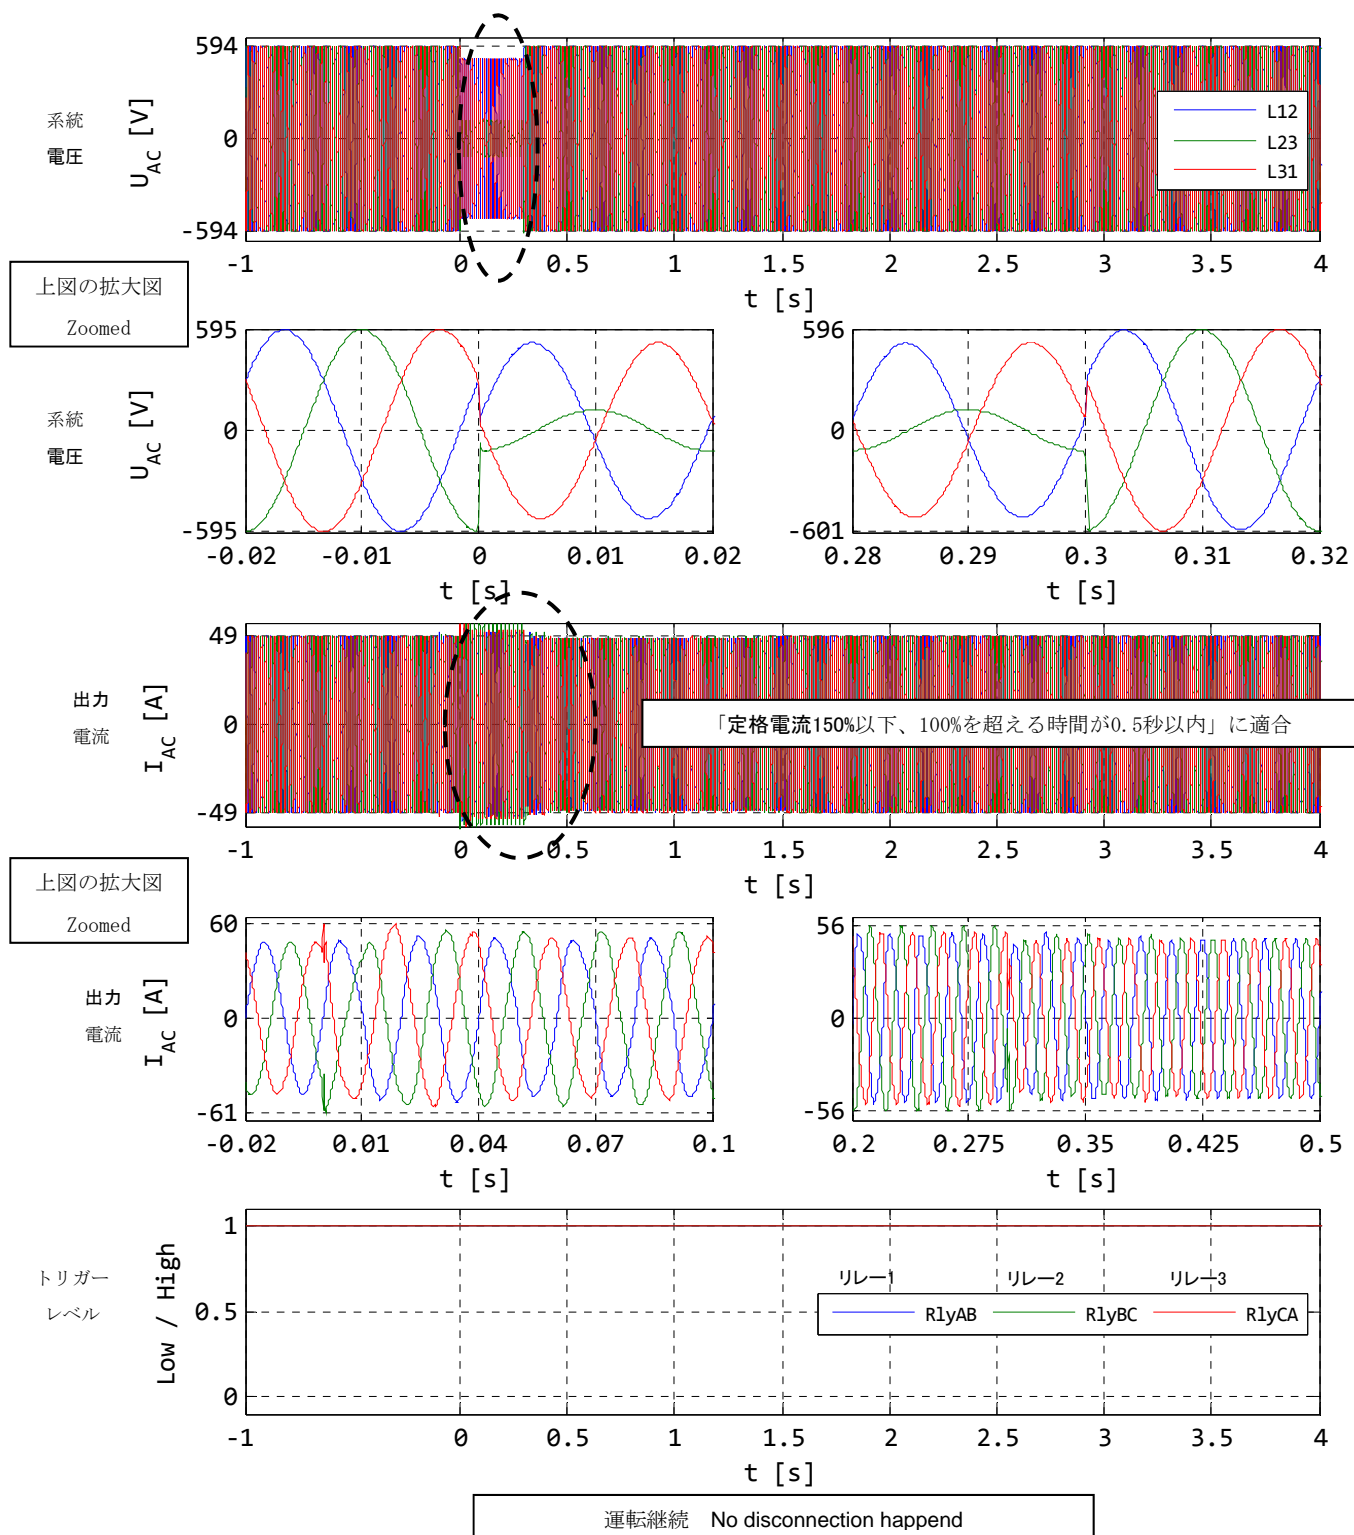 594
0
-594
系統
電圧
U_AC [V]
L12
L23
L31
-1 0 0.5 1 1.5 2 2.5 3 3.5 4
t [s]
上図の拡大図
Zoomed
系統
電圧
U_AC [V]
595
0
-595
-0.02 -0.01 0 0.01 0.02
t [s]
596
0
-601
0.28 0.29 0.3 0.31 0.32
t [s]
出力
電流
I_AC [A]
49
0
-49
「定格電流150%以下、100%を超える時間が0.5秒以内」に適合
-1 0 0.5 1 1.5 2 2.5 3 3.5 4
t [s]
上図の拡大図
Zoomed
出力
電流
I_AC [A]
60
0
-61
-0.02 0.01 0.04 0.07 0.1
t [s]
56
0
-56
0.2 0.275 0.35 0.425 0.5
t [s]
トリガー
レベル
Low / High
1
0.5
0
リレー1 リレー2 リレー3
RlyAB RlyBC RlyCA
-1 0 0.5 1 1.5 2 2.5 3 3.5 4
t [s]
運転継続 No disconnection happend